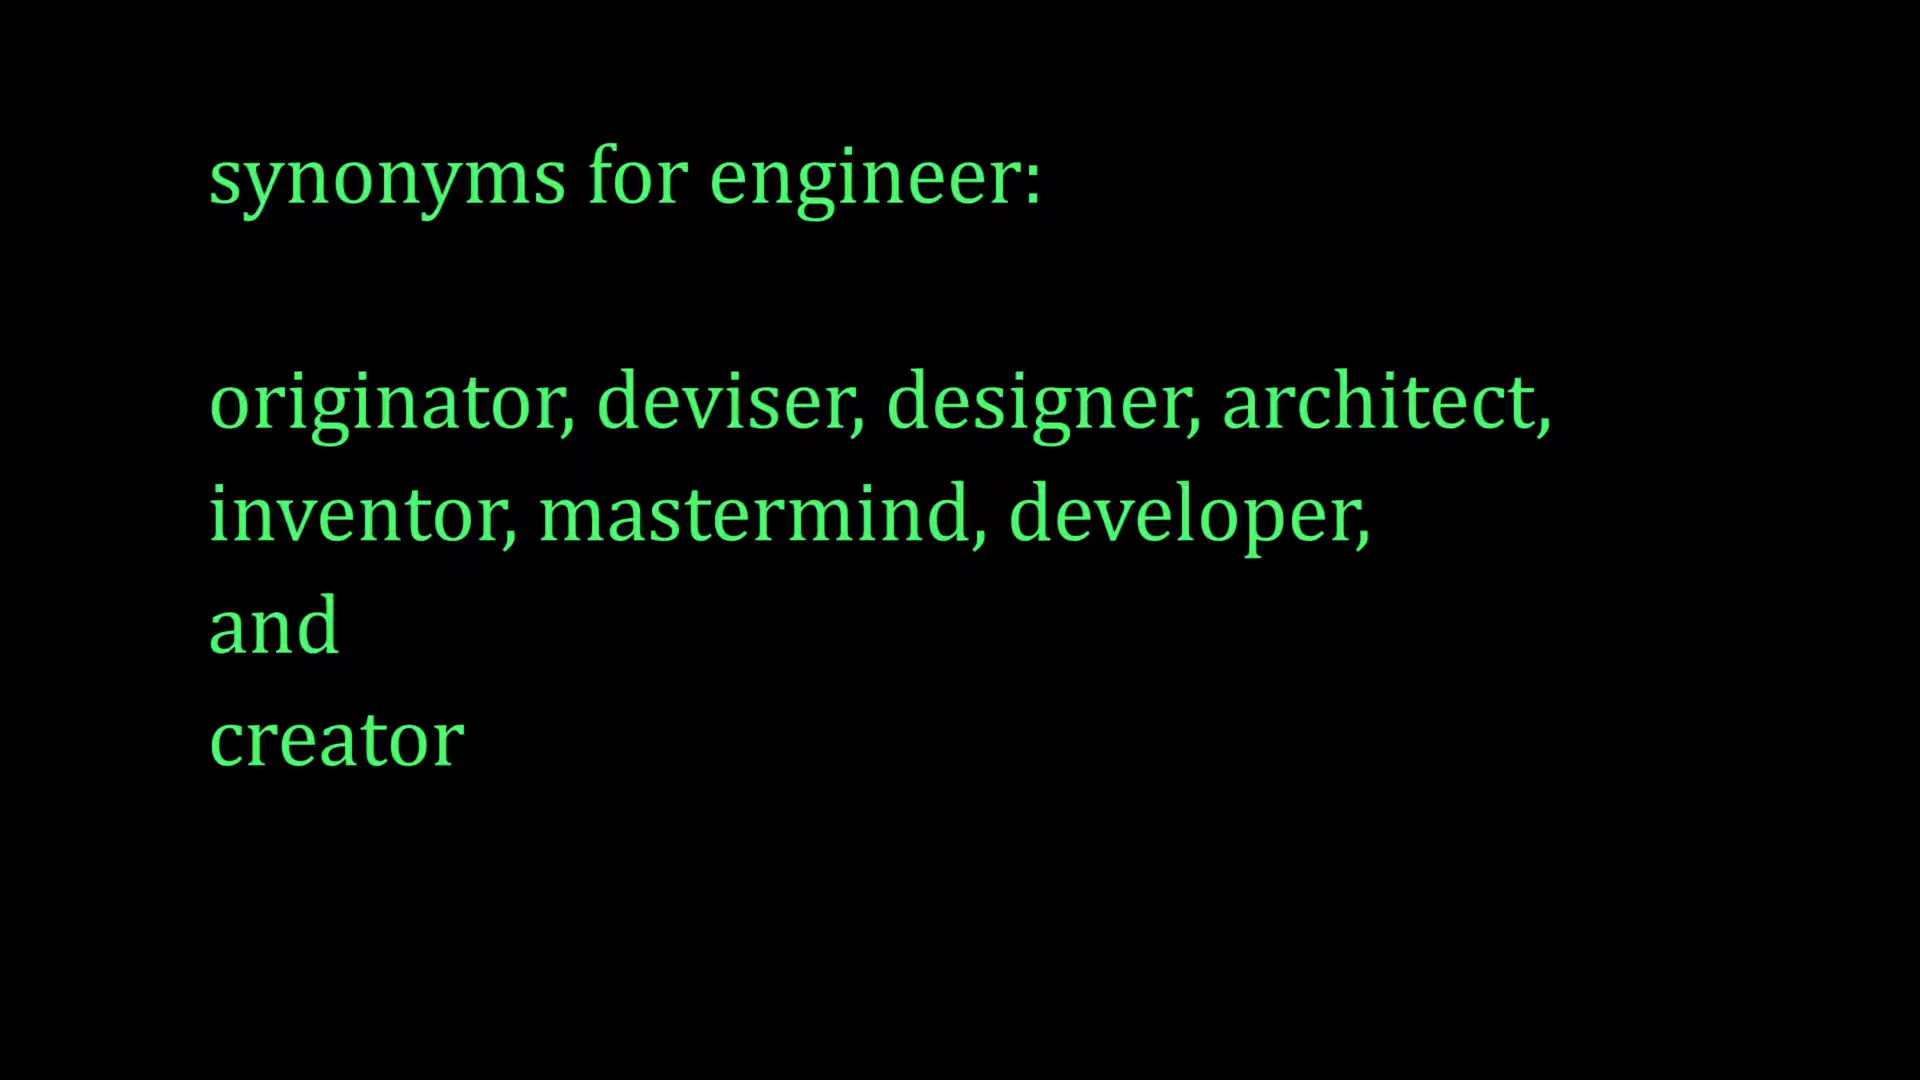 synonyms for engineer:
originator, deviser, designer, architect,
inventor, mastermind, developer,
and
creator